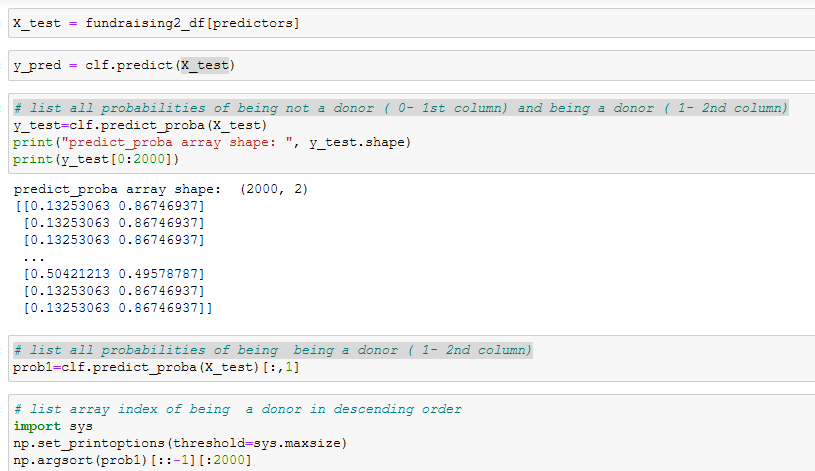 X_test = fundraising2_df[predictors]
y_pred = clf.predict(X_test)
# list all probabilities of being not a donor ( 0- 1st column) and being a donor ( 1- 2nd column)
y_test=clf.predict_proba(X_test)
print("predict_proba array shape: ", y_test.shape)
print(y_test[0:2000])
predict_proba array shape:  (2000, 2)
[[0.13253063 0.86746937]
 [0.13253063 0.86746937]
 [0.13253063 0.86746937]
 ...
 [0.50421213 0.49578787]
 [0.13253063 0.86746937]
 [0.13253063 0.86746937]]
# list all probabilities of being  being a donor ( 1- 2nd column)
prob1=clf.predict_proba(X_test)[:,1]
# list array index of being  a donor in descending order
import sys
np.set_printoptions(threshold=sys.maxsize)
np.argsort(prob1)[::-1][:2000]